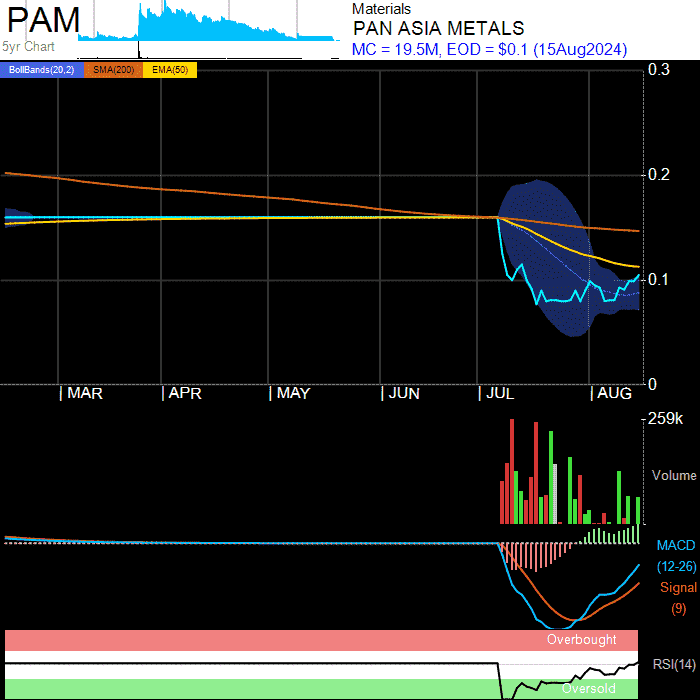 PAM
5yr Chart
Materials
PAN ASIA METALS
MC = 19.5M, EOD = $0.1 (15Aug2024)
BollBands(20,2) SMA(200) EMA(50)
0.3
0.2
0.1
0
MAR APR MAY JUN JUL AUG
259k
Volume
MACD
(12-26)
Signal
(9)
Overbought
RSI(14)
Oversold